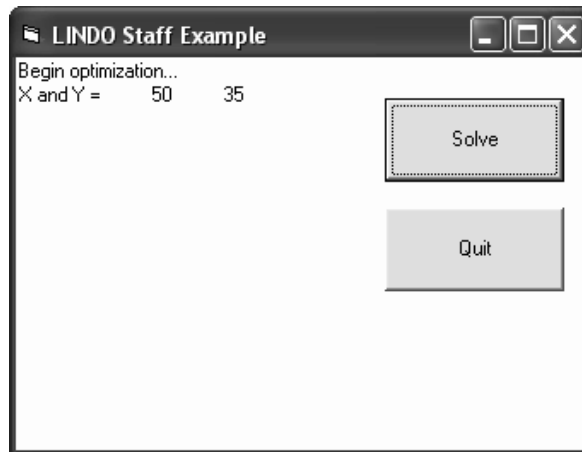 LINDO Staff Example
Begin optimization...
X and Y = 50 35
Solve
Quit